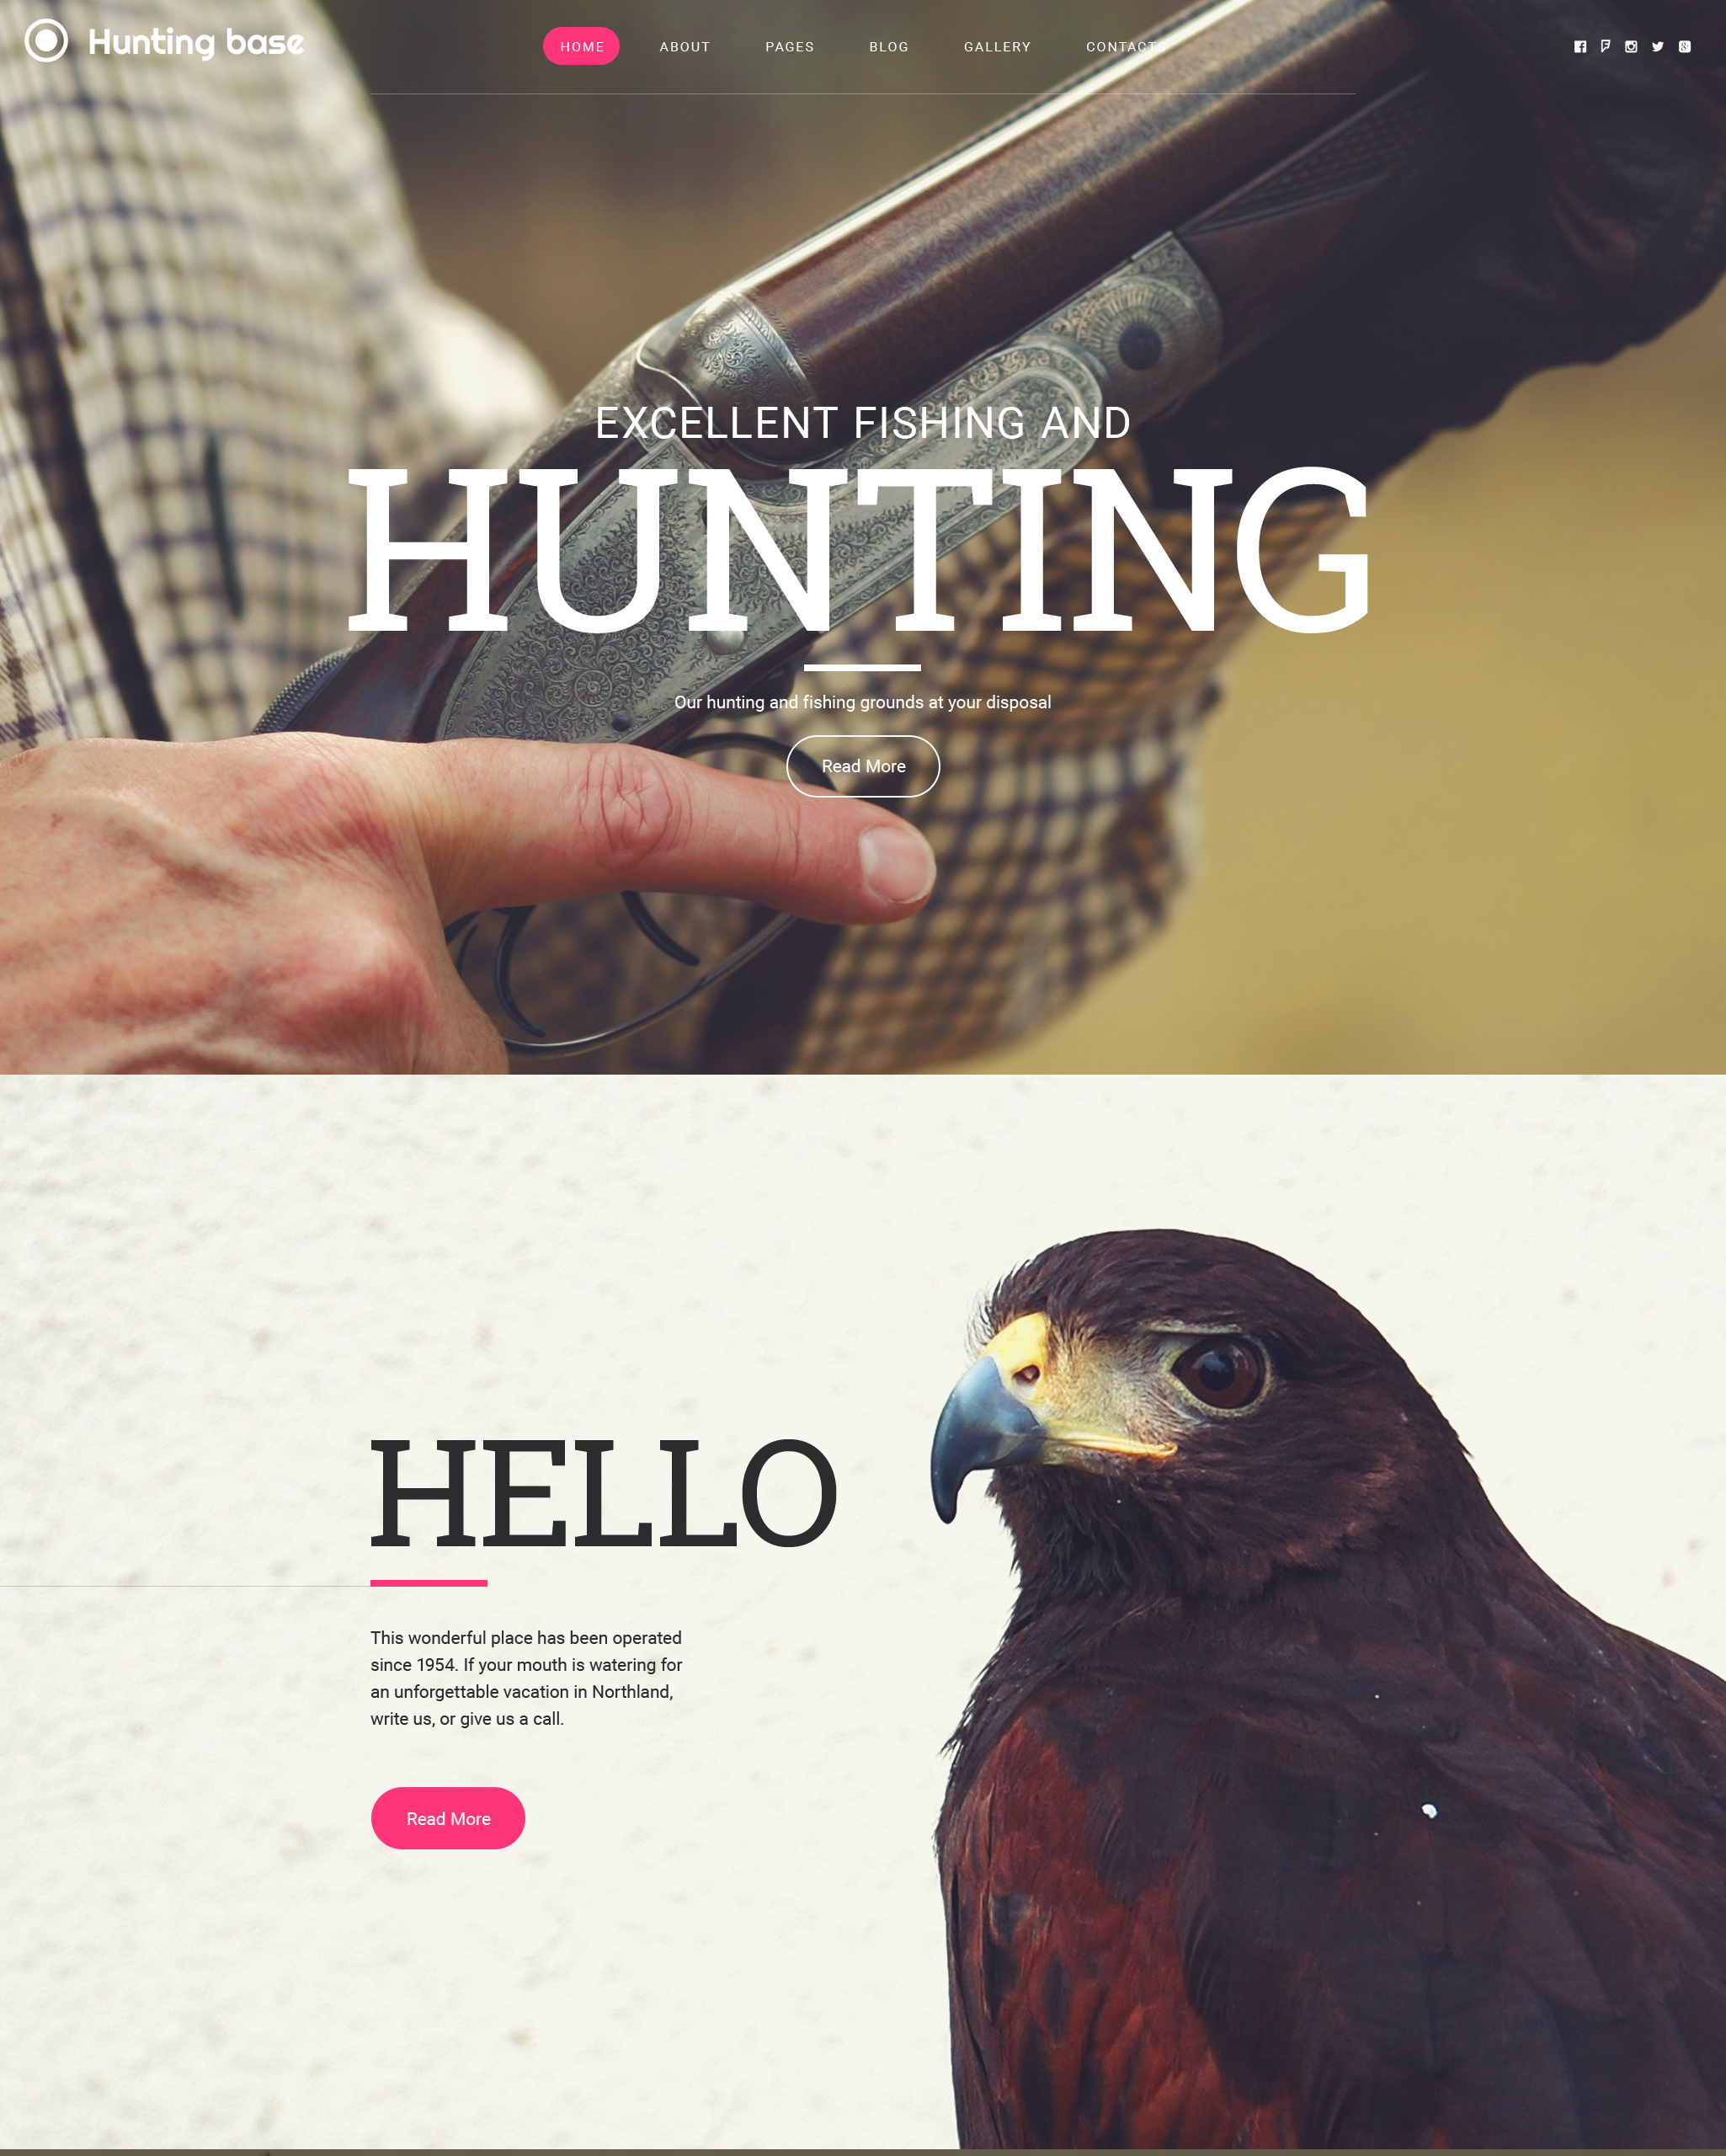 Hunting base
HOME ABOUT PAGES BLOG GALLERY CONTACTS
EXCELLENT FISHING AND
HUNTING
Our hunting and fishing grounds at your disposal
Read More
HELLO
This wonderful place has been operated
since 1954. If your mouth is watering for
an unforgettable vacation in Northland,
write us, or give us a call.
Read More